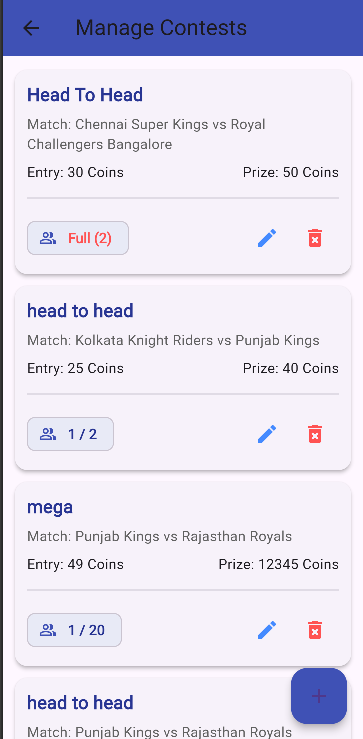 Manage Contests
Head To Head
Match: Chennai Super Kings vs Royal
Challengers Bangalore
Entry: 30 Coins Prize: 50 Coins
Full (2)
head to head
Match: Kolkata Knight Riders vs Punjab Kings
Entry: 25 Coins Prize: 40 Coins
1 / 2
mega
Match: Punjab Kings vs Rajasthan Royals
Entry: 49 Coins Prize: 12345 Coins
1 / 20
head to head
Match: Punjab Kings vs Rajasthan Royals